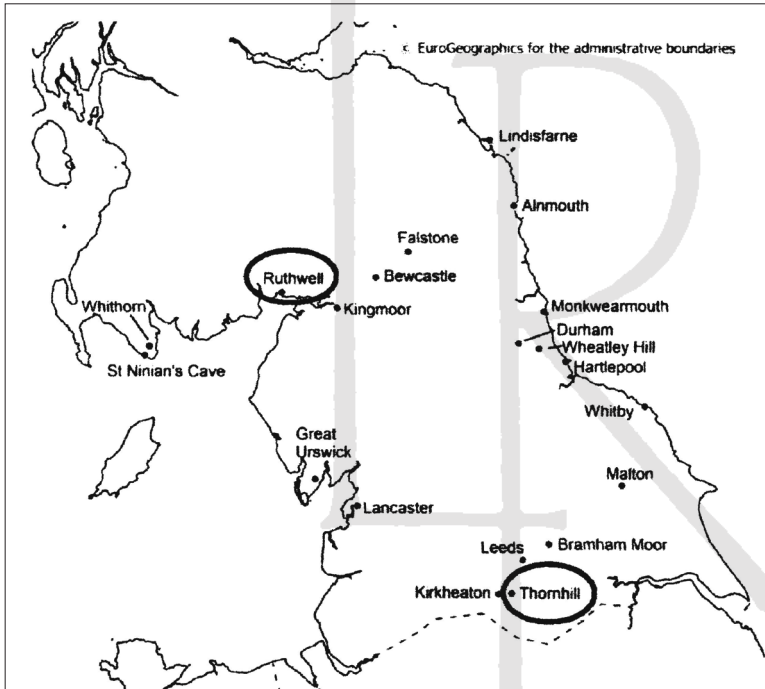 © EuroGeographics for the administrative boundaries
Lindisfarne
Alnmouth
Falstone
Ruthwell
Bewcastle
Whithorn
Kingmoor
Monkwearmouth
Durham
Wheatley Hill
St Ninian's Cave
Hartlepool
Whitby
Great
Urswick
Malton
Lancaster
Leeds
Bramham Moor
Kirkheaton
Thornhill